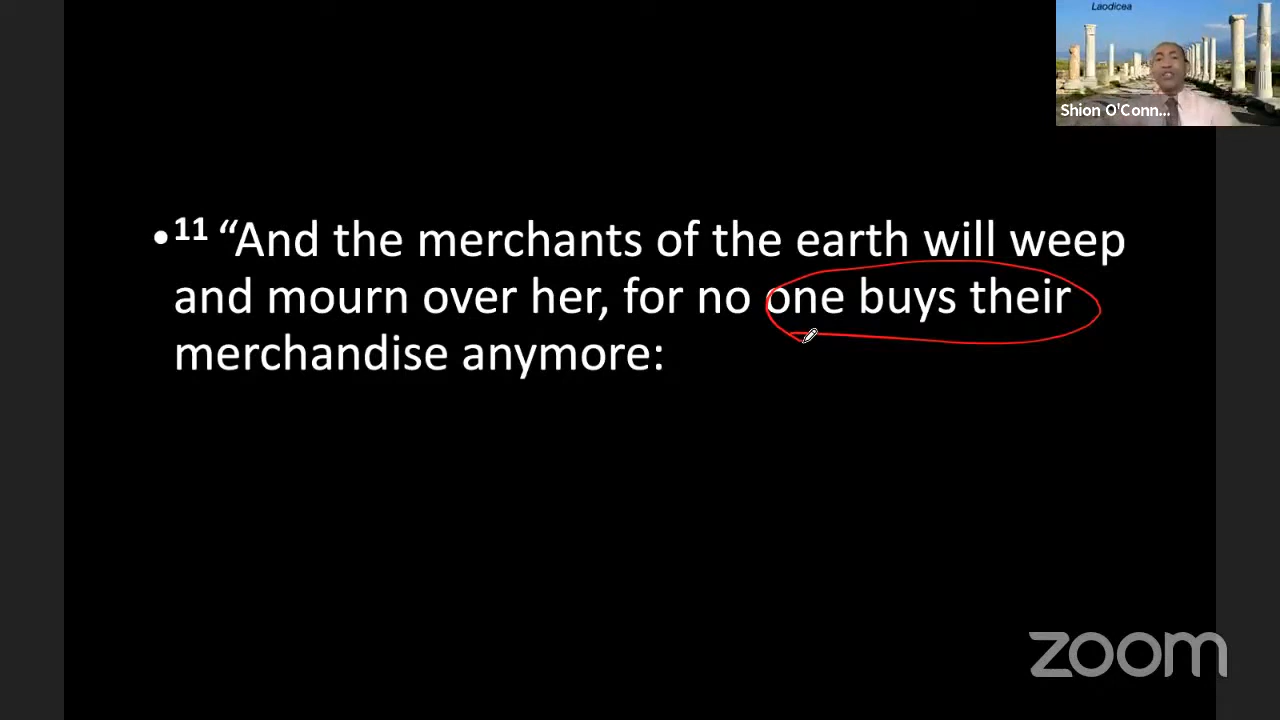 Laodicea
Shion O'Conn...
•11 “And the merchants of the earth will weep
and mourn over her, for no one buys their
merchandise anymore:
zoom